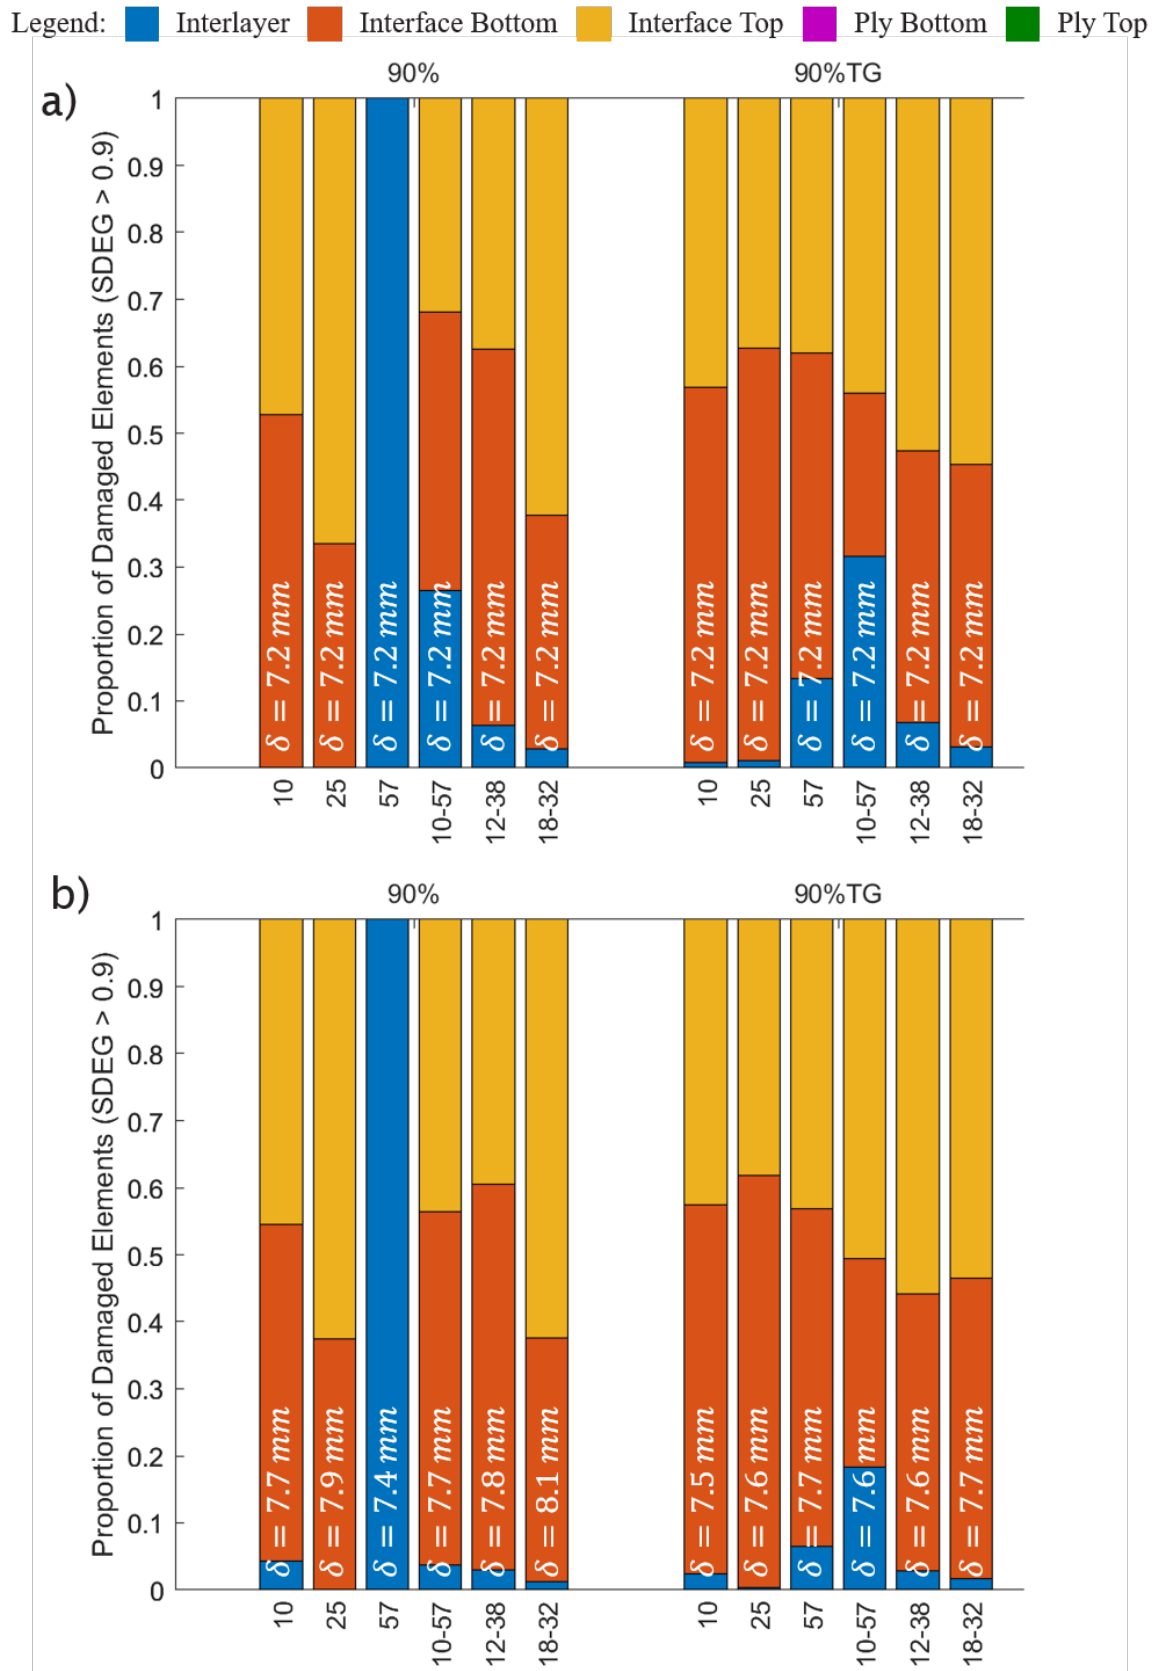 Legend: Interlayer Interface Bottom Interface Top Ply Bottom Ply Top
a)
90% 90%TG
Proportion of Damaged Elements (SDEG > 0.9)
1
0.9
0.8
0.7
0.6
0.5
0.4
0.3
0.2
0.1
0
δ = 7.2 mm
δ = 7.2 mm
δ = 7.2 mm
δ = 7.2 mm
δ = 7.2 mm
δ = 7.2 mm
δ = 7.2 mm
δ = 7.2 mm
δ = 7.2 mm
δ = 7.2 mm
δ = 7.2 mm
δ = 7.2 mm
10 25 57 10-57 12-38 18-32 10 25 57 10-57 12-38 18-32
b)
90% 90%TG
Proportion of Damaged Elements (SDEG > 0.9)
1
0.9
0.8
0.7
0.6
0.5
0.4
0.3
0.2
0.1
0
δ = 7.7 mm
δ = 7.9 mm
δ = 7.4 mm
δ = 7.7 mm
δ = 7.8 mm
δ = 8.1 mm
δ = 7.5 mm
δ = 7.6 mm
δ = 7.7 mm
δ = 7.6 mm
δ = 7.6 mm
δ = 7.7 mm
10 25 57 10-57 12-38 18-32 10 25 57 10-57 12-38 18-32